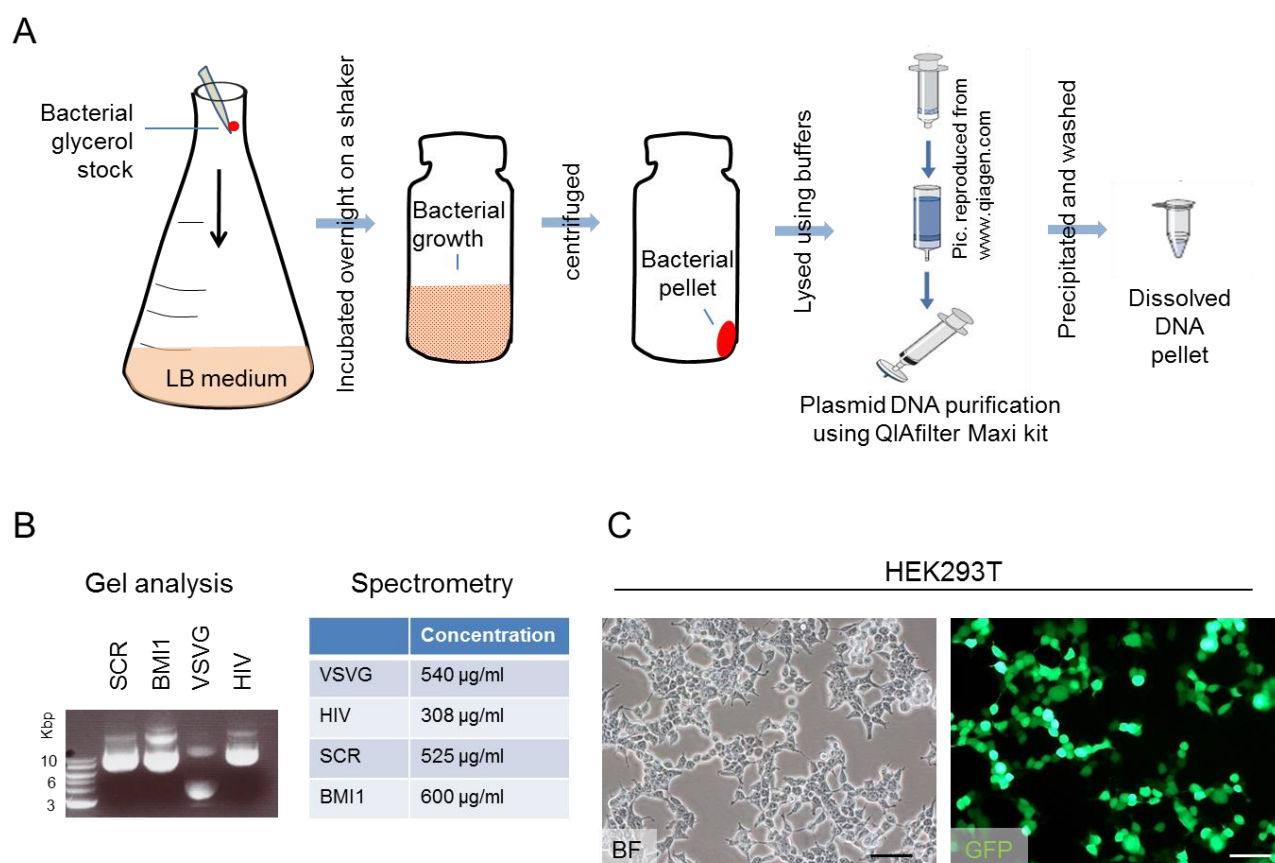 A
Bacterial
glycerol
stock
LB medium
Incubated overnight on a shaker
Bacterial
growth
centrifuged
Bacterial
pellet
Lysed using buffers
Pic. reproduced from
www.qiagen.com
Plasmid DNA purification
using QIAfilter Maxi kit
Precipitated and washed
Dissolved
DNA
pellet
B
Gel analysis
SCR
BMI1
VSVG
HIV
Kbp
10
6
3
Spectrometry
Concentration
VSVG 540 µg/ml
HIV 308 µg/ml
SCR 525 µg/ml
BMI1 600 µg/ml
C
HEK293T
BF
GFP